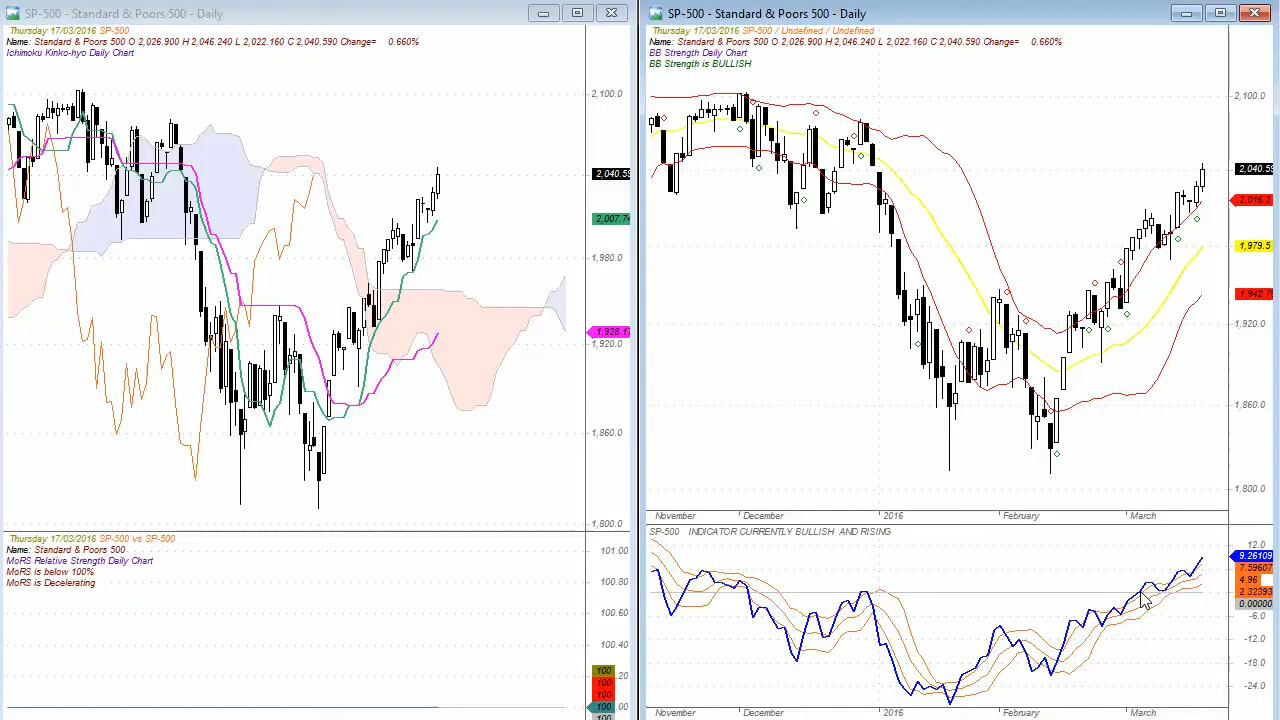 SP-500 - Standard & Poors 500 - Daily
Thursday 17/03/2016 SP-500
Name: Standard & Poors 500 O 2,026.900 H 2,046.240 L 2,022.160 C 2,040.590 Change= 0.660%
Ichimoku Kinko-hyo Daily Chart
2,100.0
2,040.59
2,007.74
1,980.0
1,928.17
1,920.0
1,860.0
1,800.0
Thursday 17/03/2016 SP-500 vs SP-500
Name: Standard & Poors 500
MoRS Relative Strength Daily Chart
MoRS is below 100%
MoRS is Decelerating
101.00
100.80
100.60
100.40
100
.20
100
100
100
100
SP-500 - Standard & Poors 500 - Daily
Thursday 17/03/2016 SP-500 / Undefined / Undefined
Name: Standard & Poors 500 O 2,026.900 H 2,046.240 L 2,022.160 C 2,040.590 Change= 0.660%
BB Strength Daily Chart
BB Strength is BULLISH
2,100.0
2,040.59
2,016.2
1,979.5
1,942.75
1,920.0
1,860.0
1,800.0
November December 2016 February March
SP-500 INDICATOR CURRENTLY BULLISH AND RISING
12.0
9.26109
7.59607
4.96
2.32393
0.00000
-6.0
-12.0
-18.0
-24.0
November December 2016 February March